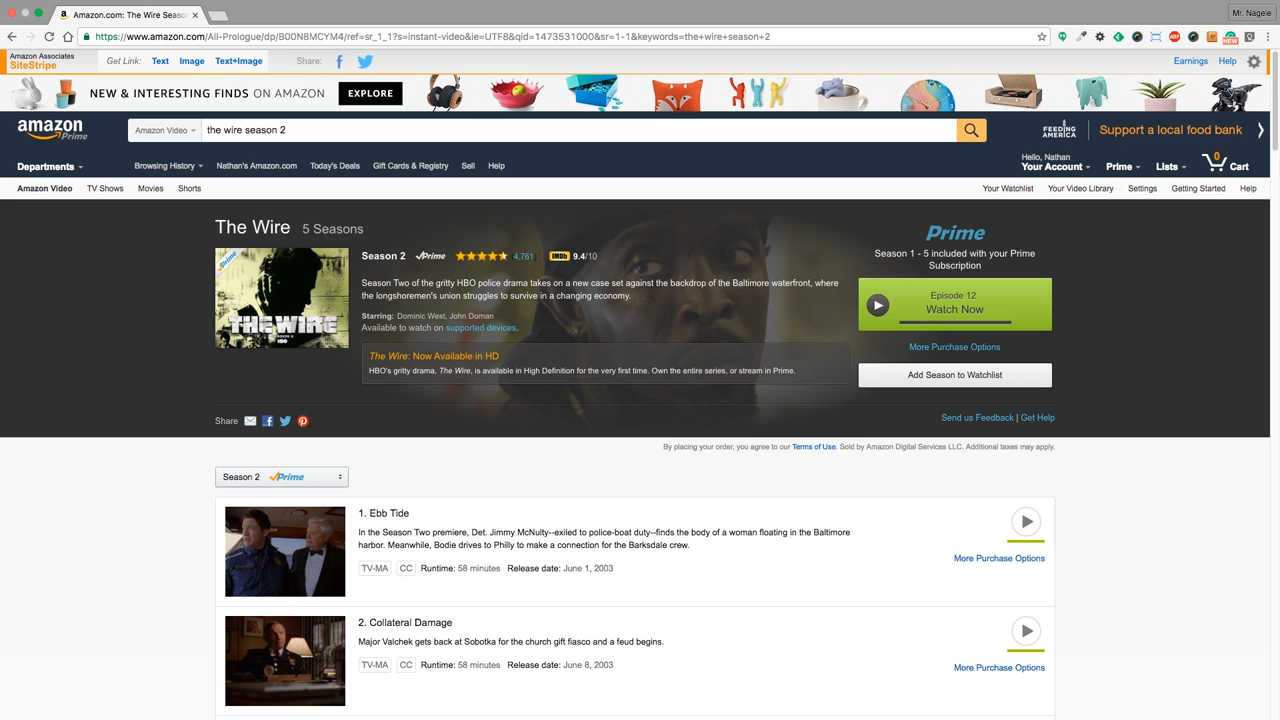 Amazon.com: The Wire Seaso
Mr. Nagele
https://www.amazon.com/All-Prologue/dp/B00N8MCYM4/ref=sr_1_1?s=instant-video&ie=UTF8&qid=1473531000&sr=1-1&keywords=the+wire+season+2
Amazon Associates
SiteStripe
Get Link: Text Image Text+Image Share:
Earnings Help
NEW & INTERESTING FINDS ON AMAZON EXPLORE
amazon
Prime
Amazon Video the wire season 2
FEEDING
AMERICA
Support a local food bank
Departments
Browsing History Nathan's Amazon.com Today's Deals Gift Cards & Registry Sell Help
Hello, Nathan
Your Account Prime Lists 0 Cart
Amazon Video TV Shows Movies Shorts
Your Watchlist Your Video Library Settings Getting Started Help
The Wire 5 Seasons
Prime
THE WIRE
HBO
Season 2 Prime 4,761 IMDb 9.4/10
Season Two of the gritty HBO police drama takes on a new case set against the backdrop of the Baltimore waterfront, where
the longshoremen's union struggles to survive in a changing economy.
Starring: Dominic West, John Doman
Available to watch on supported devices.
The Wire: Now Available in HD
HBO's gritty drama, The Wire, is available in High Definition for the very first time. Own the entire series, or stream in Prime.
Prime
Season 1 - 5 included with your Prime
Subscription
Episode 12
Watch Now
More Purchase Options
Add Season to Watchlist
Share
Send us Feedback | Get Help
By placing your order, you agree to our Terms of Use. Sold by Amazon Digital Services LLC. Additional taxes may apply.
Season 2 Prime
1. Ebb Tide
In the Season Two premiere, Det. Jimmy McNulty--exiled to police-boat duty--finds the body of a woman floating in the Baltimore
harbor. Meanwhile, Bodie drives to Philly to make a connection for the Barksdale crew.
TV-MA CC Runtime: 58 minutes Release date: June 1, 2003
More Purchase Options
2. Collateral Damage
Major Valchek gets back at Sobotka for the church gift fiasco and a feud begins.
TV-MA CC Runtime: 58 minutes Release date: June 8, 2003
More Purchase Options